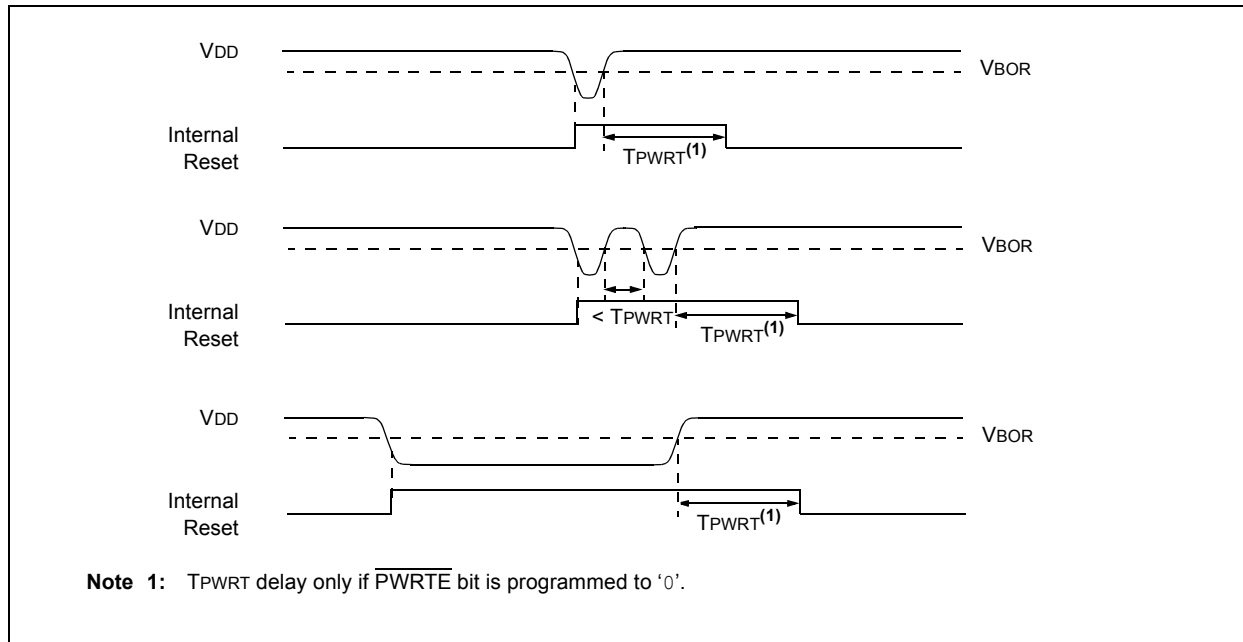 VDD
VBOR
Internal
Reset
TPWRT(1)
VDD
VBOR
Internal
Reset
< TPWRT
TPWRT(1)
VDD
VBOR
Internal
Reset
TPWRT(1)
Note 1: TPWRT delay only if P̅W̅R̅T̅E̅ bit is programmed to ‘0’.